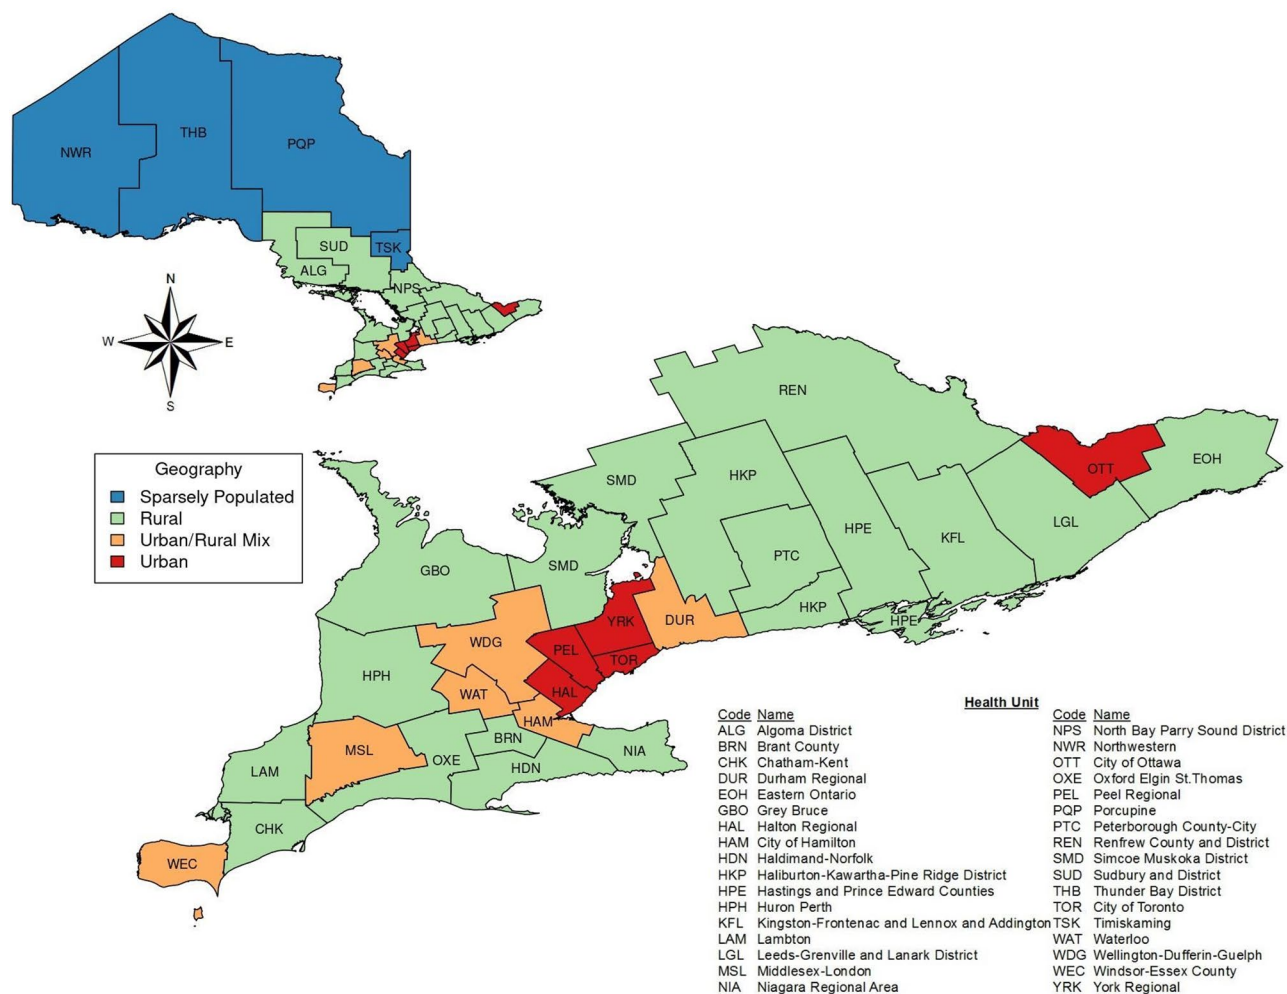 THB
PQP
NWR
SUD
TSK
ALG
NPS
N
W
E
S
Geography
Sparsely Populated
Rural
Urban/Rural Mix
Urban
REN
OTT
EOH
SMD
HKP
LGL
HPE
KFL
PTC
GBO
SMD
HKP
YRK
DUR
HPE
WDG
PEL
TOR
HPH
WAT
HAL
HAM
MSL
BRN
NIA
OXE
LAM
HDN
CHK
WEC
Health Unit
Code Name
ALG Algoma District
BRN Brant County
CHK Chatham-Kent
DUR Durham Regional
EOH Eastern Ontario
GBO Grey Bruce
HAL Halton Regional
HAM City of Hamilton
HDN Haldimand-Norfolk
HKP Haliburton-Kawartha-Pine Ridge District
HPE Hastings and Prince Edward Counties
HPH Huron Perth
KFL Kingston-Frontenac and Lennox and Addington
LAM Lambton
LGL Leeds-Grenville and Lanark District
MSL Middlesex-London
NIA Niagara Regional Area
Code Name
NPS North Bay Parry Sound District
NWR Northwestern
OTT City of Ottawa
OXE Oxford Elgin St.Thomas
PEL Peel Regional
PQP Porcupine
PTC Peterborough County-City
REN Renfrew County and District
SMD Simcoe Muskoka District
SUD Sudbury and District
THB Thunder Bay District
TOR City of Toronto
TSK Timiskaming
WAT Waterloo
WDG Wellington-Dufferin-Guelph
WEC Windsor-Essex County
YRK York Regional